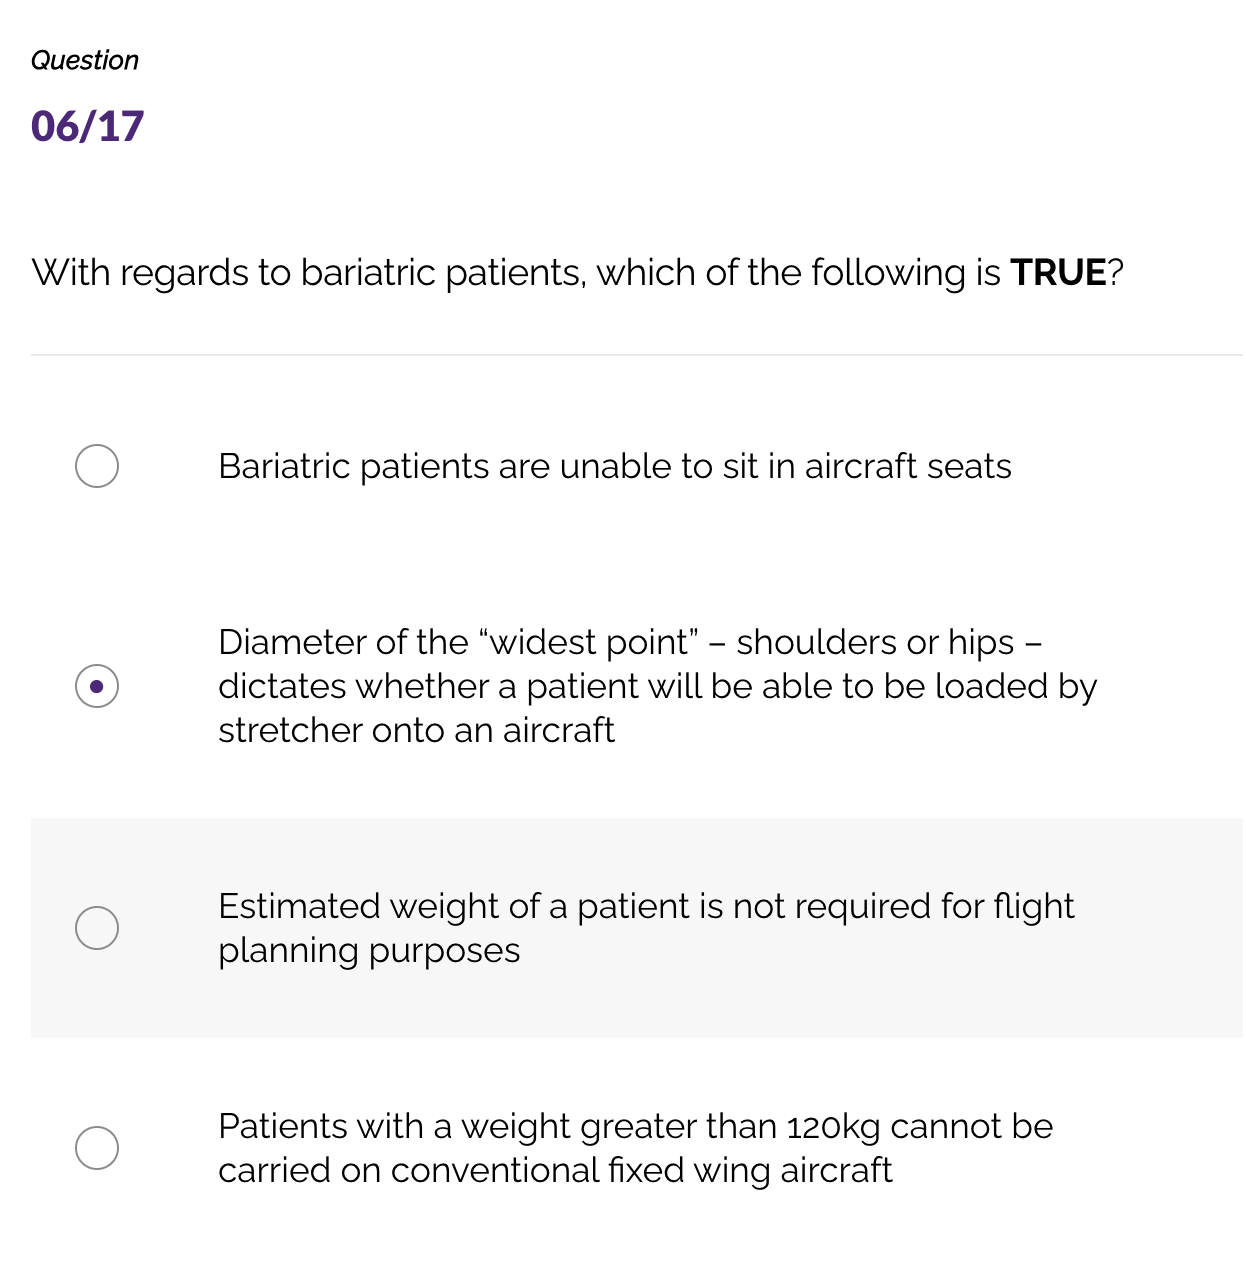 Question
06/17
With regards to bariatric patients, which of the following is TRUE?
Bariatric patients are unable to sit in aircraft seats
Diameter of the “widest point” – shoulders or hips –
dictates whether a patient will be able to be loaded by
stretcher onto an aircraft
Estimated weight of a patient is not required for flight
planning purposes
Patients with a weight greater than 120kg cannot be
carried on conventional fixed wing aircraft